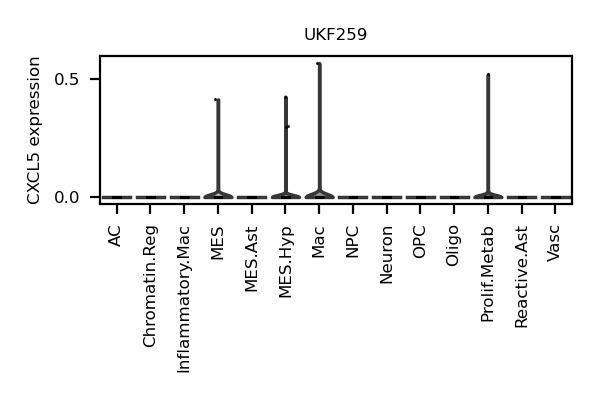 UKF259
CXCL5 expression
0.5
0.0
AC
Chromatin.Reg
Inflammatory.Mac
MES
MES.Ast
MES.Hyp
Mac
NPC
Neuron
OPC
Oligo
Prolif.Metab
Reactive.Ast
Vasc